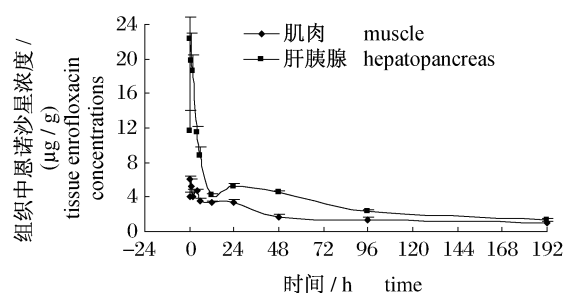 组织中恩诺沙星浓度 /
(μg / g)
tissue enrofloxacin
concentrations
24
20
16
12
8
4
0
肌肉 muscle
肝胰腺 hepatopancreas
−24 0 24 48 72 96 120 144 168 192
时间 / h time